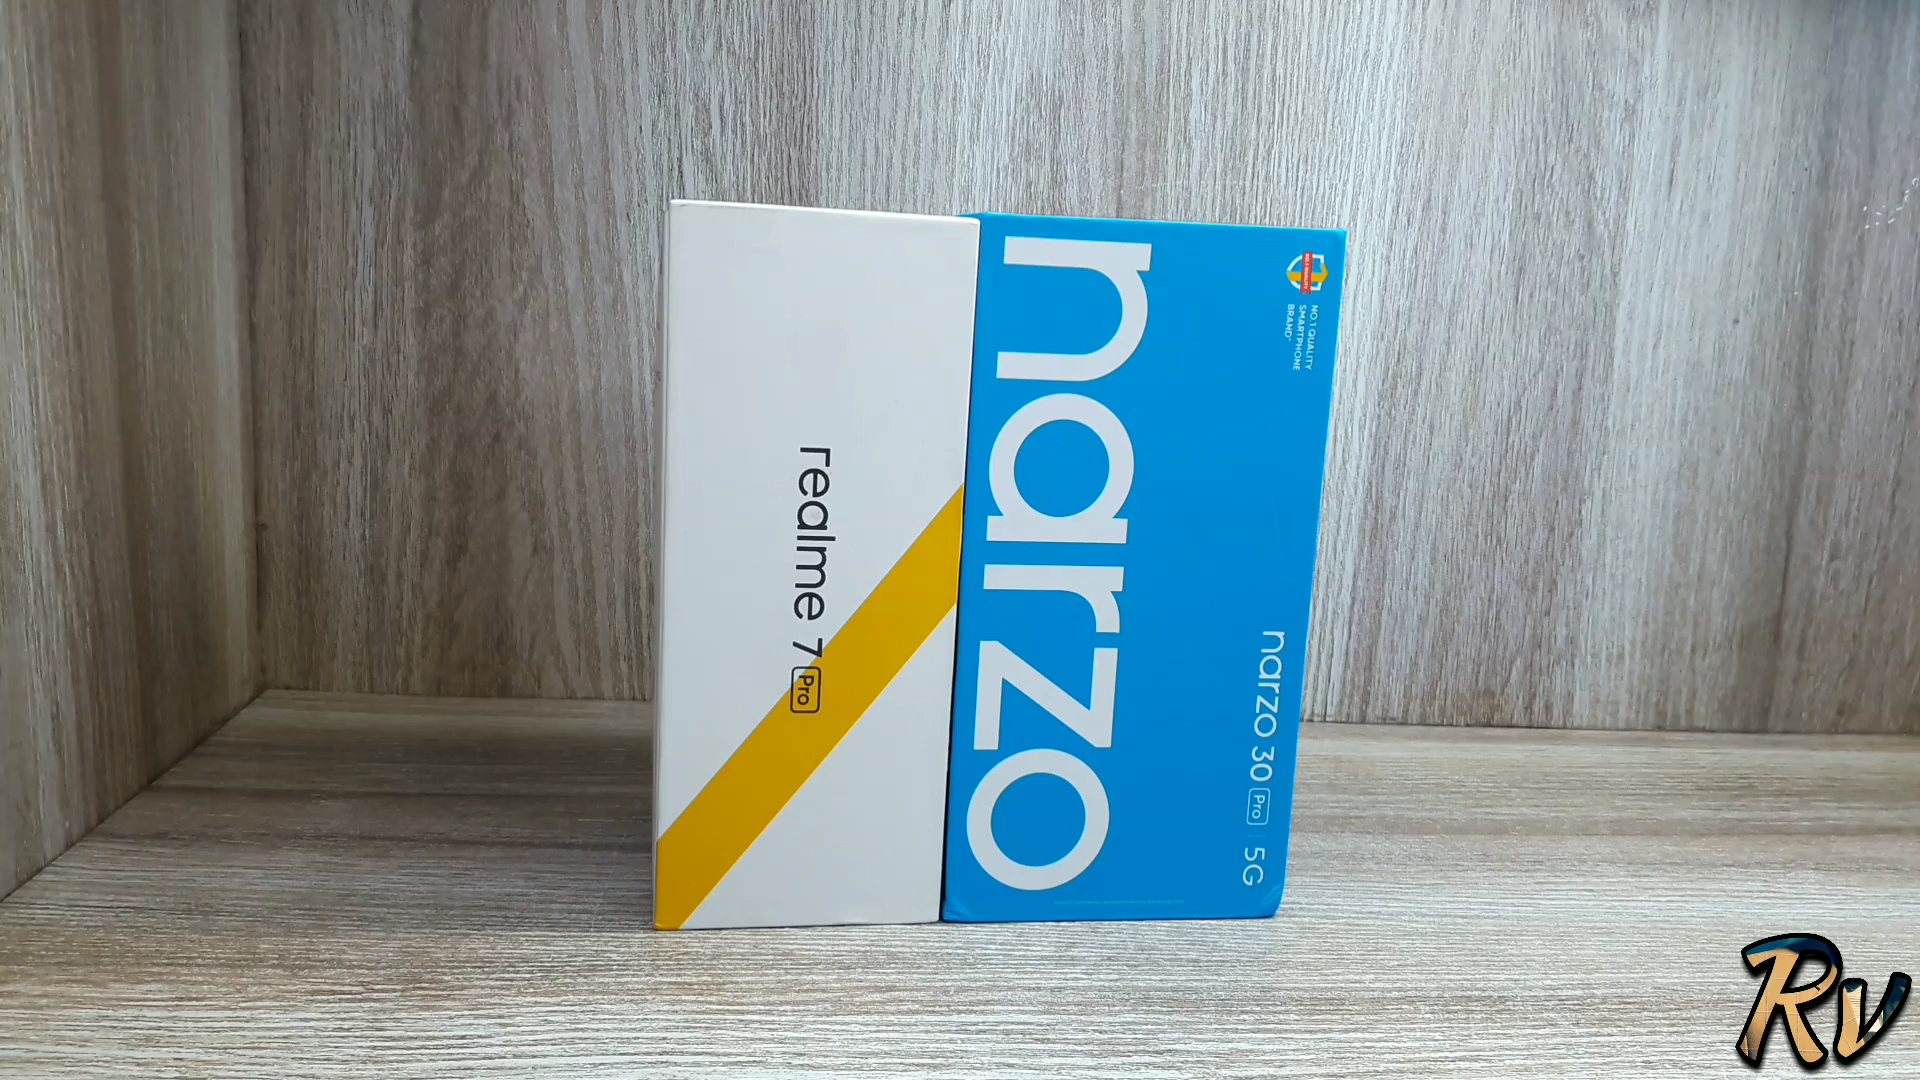 realme 7 Pro
narzo
NO.1 QUALITY
SMARTPHONE
BRAND*
narzo 30 Pro | 5G
Rv